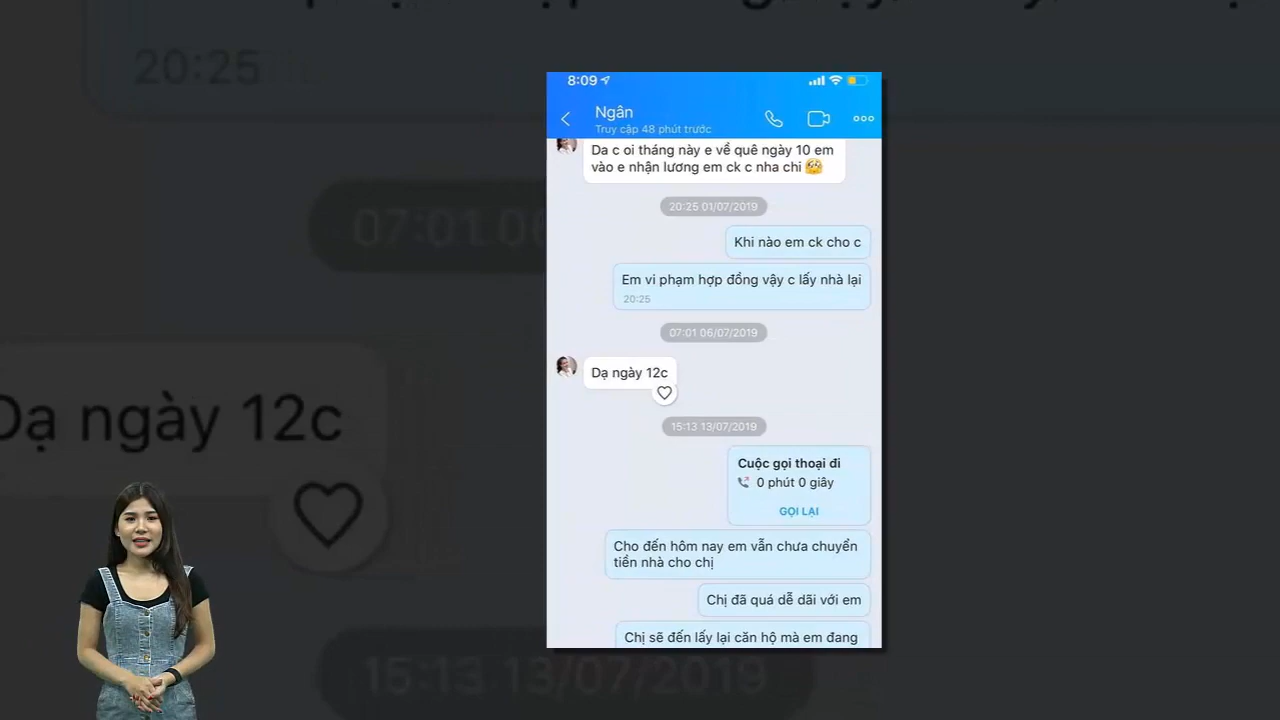 20:25
8:09
Ngân
Truy cập 48 phút trước
Da c oi tháng này e về quê ngày 10 em
vào e nhận lương em ck c nha chi 🥺
20:25 01/07/2019
Khi nào em ck cho c
Em vi phạm hợp đồng vậy c lấy nhà lại
20:25
07:01 06/07/2019
Dạ ngày 12c
15:13 13/07/2019
Cuộc gọi thoại đi
0 phút 0 giây
GỌI LẠI
Cho đến hôm nay em vẫn chưa chuyển
tiền nhà cho chị
Chị đã quá dễ dãi với em
Chị sẽ đến lấy lại căn hộ mà em đang
07:01 06
Dạ ngày 12c
15:13 13/07/2019